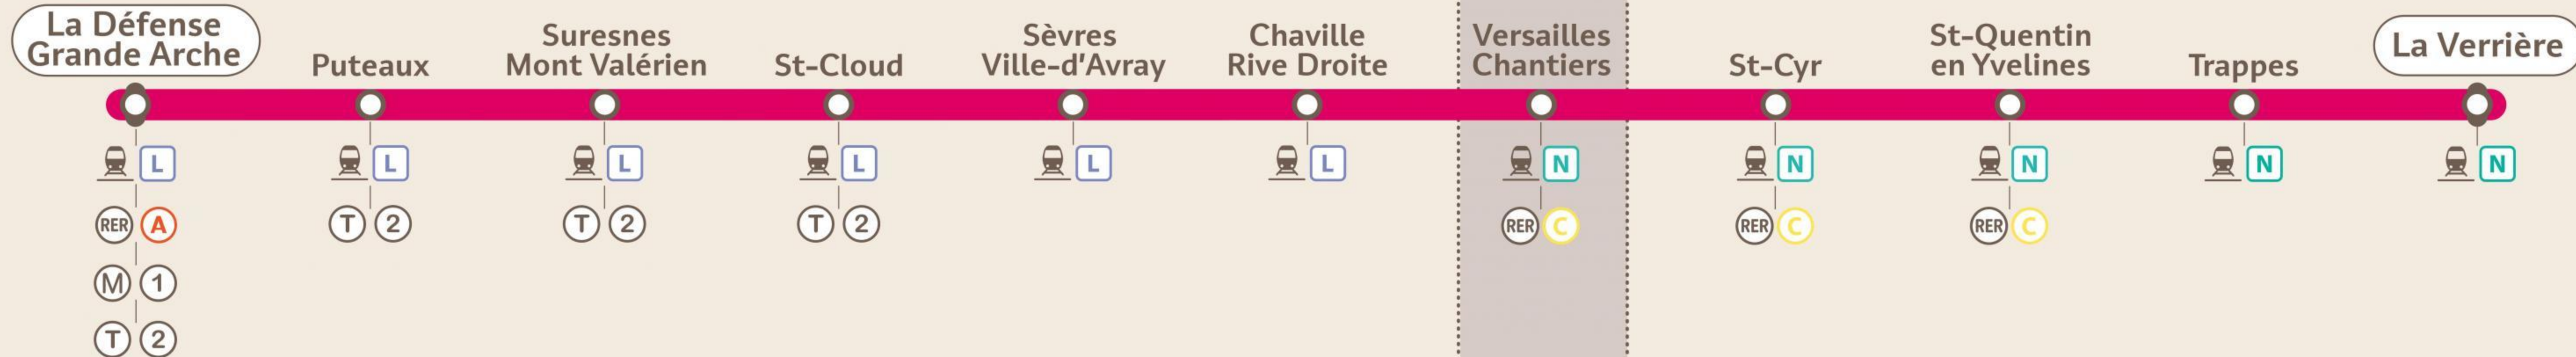 La Défense
Grande Arche
Puteaux
Suresnes
Mont Valérien
St-Cloud
Sèvres
Ville-d'Avray
Chaville
Rive Droite
Versailles
Chantiers
St-Cyr
St-Quentin
en Yvelines
Trappes
La Verrière
L
L
L
L
L
L
N
N
N
N
N
RER A
T 2
T 2
T 2
RER C
RER C
RER C
M 1
T 2